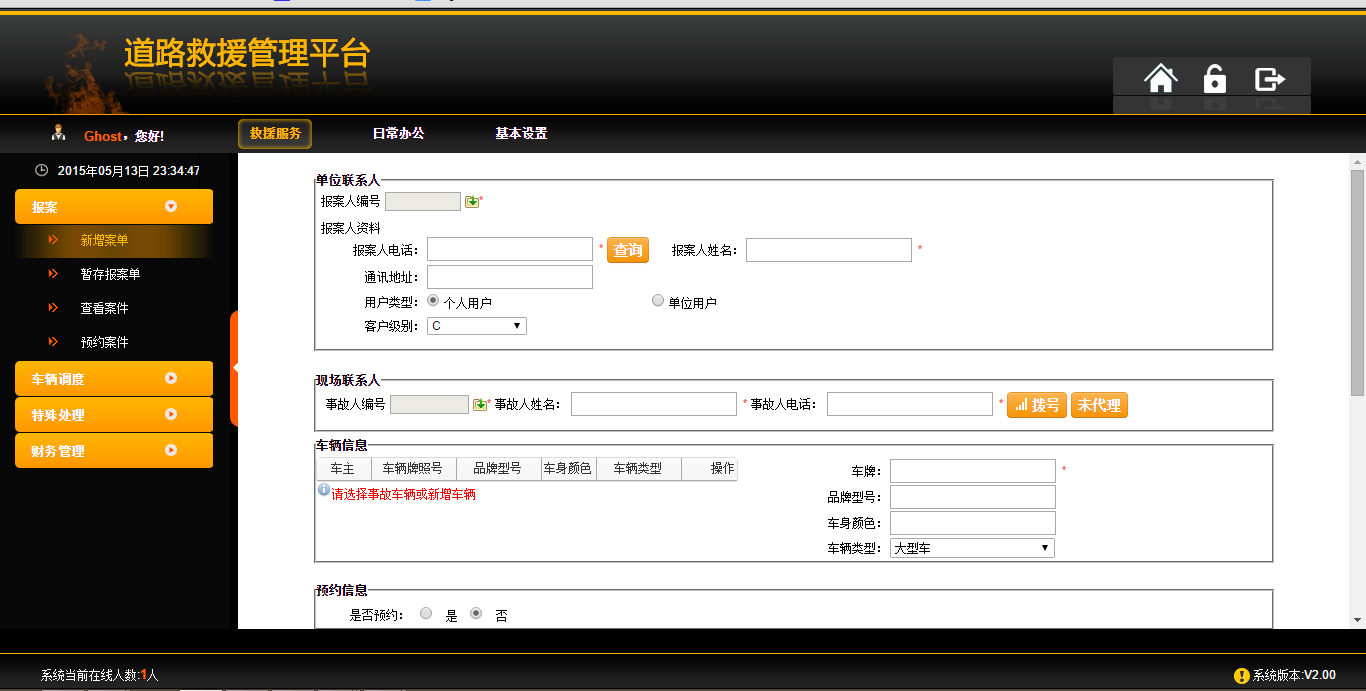 道路救援管理平台
Ghost，您好!
救援服务 日常办公 基本设置
2015年05月13日 23:34:47
报案
新增案单
暂存报案单
查看案件
预约案件
车辆调度
特殊处理
财务管理
单位联系人
报案人编号 *
报案人资料
报案人电话： * 查询 报案人姓名： *
通讯地址：
用户类型： 个人用户 单位用户
客户级别： C
现场联系人
事故人编号 * 事故人姓名： * 事故人电话： * 拨号 未代理
车辆信息
车主 车辆牌照号 品牌型号 车身颜色 车辆类型 操作
请选择事故车辆或新增车辆
车牌： *
品牌型号：
车身颜色：
车辆类型： 大型车
预约信息
是否预约： 是 否
系统当前在线人数:1人
系统版本:V2.00